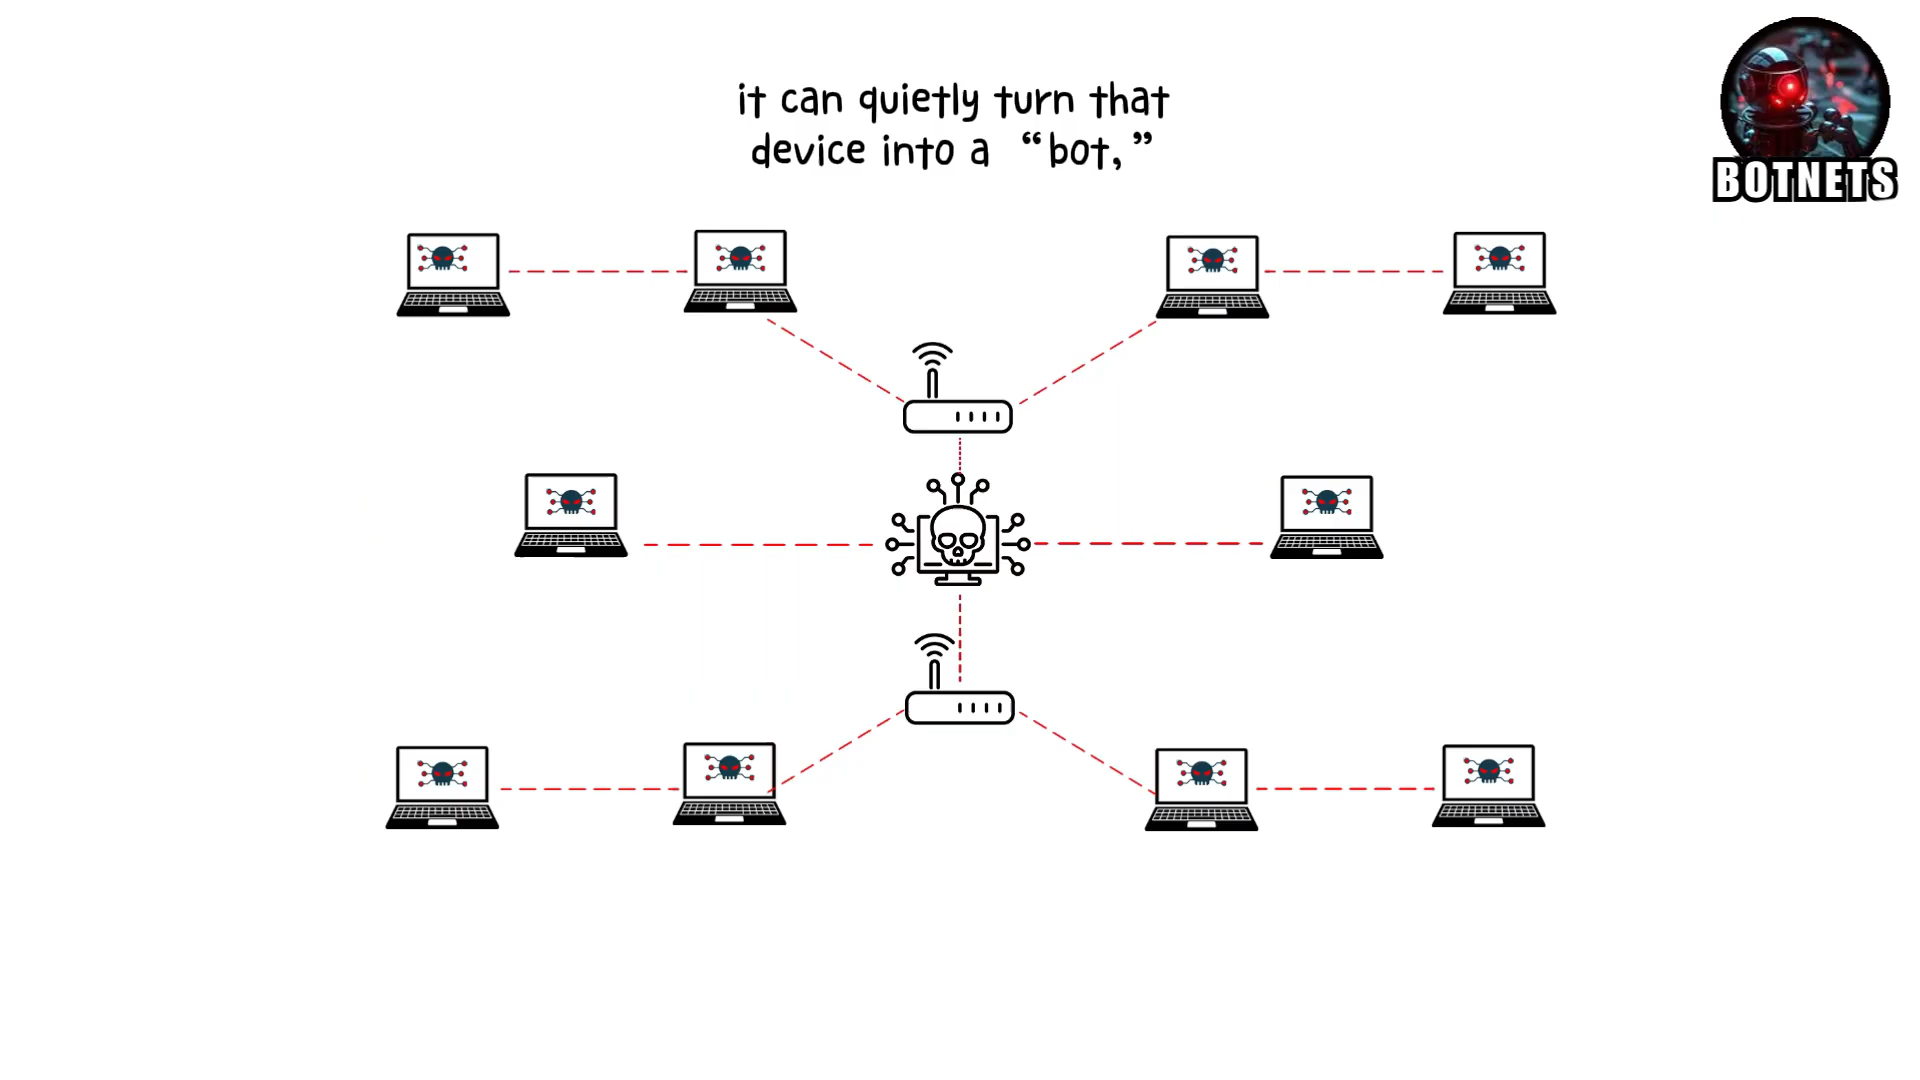 it can quietly turn that
device into a “bot,”
BOTNETS